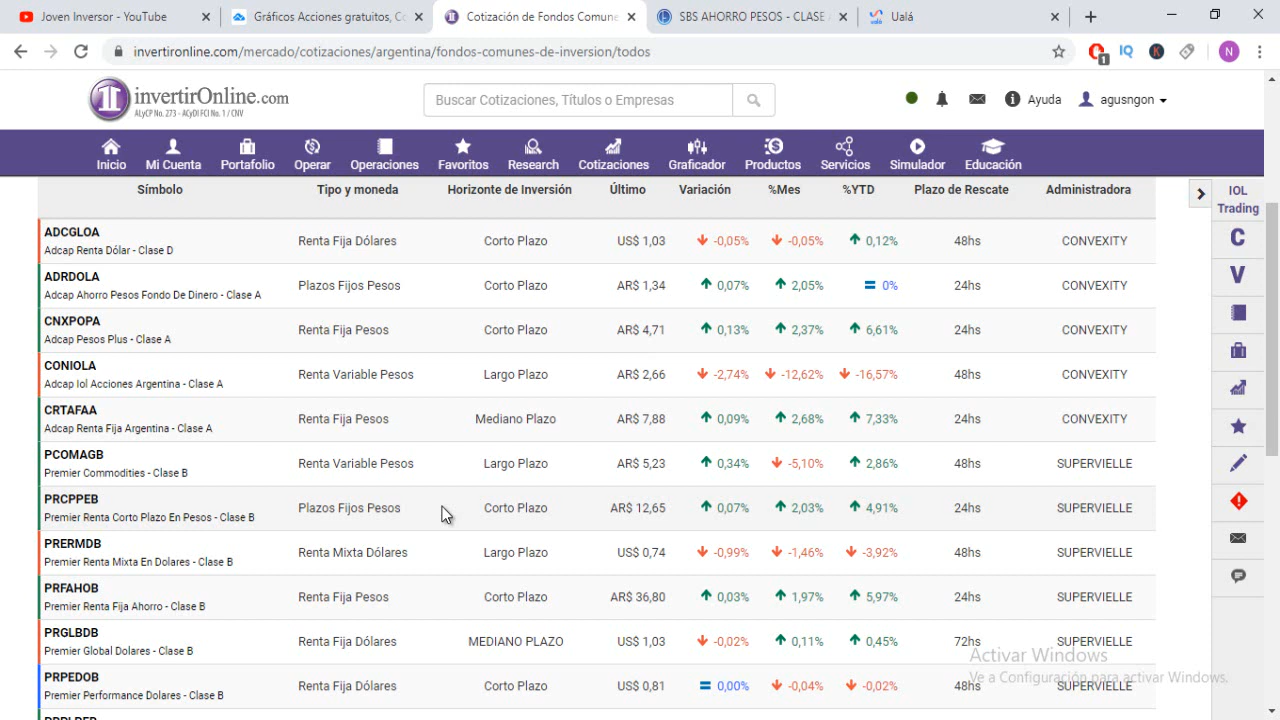 Joven Inversor - YouTube
Gráficos Acciones gratuitos, Co
Cotización de Fondos Comune
SBS AHORRO PESOS - CLASE A
Ualá
invertironline.com/mercado/cotizaciones/argentina/fondos-comunes-de-inversion/todos
1
IQ
K
N
invertirOnline.com
ALyCP No. 273 - ACyDI FCI No. 1 / CNV
Buscar Cotizaciones, Títulos o Empresas
Ayuda
agusngon
Inicio Mi Cuenta Portafolio Operar Operaciones Favoritos Research Cotizaciones Graficador Productos Servicios Simulador Educación
Símbolo Tipo y moneda Horizonte de Inversión Último Variación %Mes %YTD Plazo de Rescate Administradora
ADCGLOA
Adcap Renta Dólar - Clase D
Renta Fija Dólares Corto Plazo US$ 1,03 -0,05% -0,05% 0,12% 48hs CONVEXITY
ADRDOLA
Adcap Ahorro Pesos Fondo De Dinero - Clase A
Plazos Fijos Pesos Corto Plazo AR$ 1,34 0,07% 2,05% 0% 24hs CONVEXITY
CNXPOPA
Adcap Pesos Plus - Clase A
Renta Fija Pesos Corto Plazo AR$ 4,71 0,13% 2,37% 6,61% 24hs CONVEXITY
CONIOLA
Adcap Iol Acciones Argentina - Clase A
Renta Variable Pesos Largo Plazo AR$ 2,66 -2,74% -12,62% -16,57% 48hs CONVEXITY
CRTAFAA
Adcap Renta Fija Argentina - Clase A
Renta Fija Pesos Mediano Plazo AR$ 7,88 0,09% 2,68% 7,33% 24hs CONVEXITY
PCOMAGB
Premier Commodities - Clase B
Renta Variable Pesos Largo Plazo AR$ 5,23 0,34% -5,10% 2,86% 48hs SUPERVIELLE
PRCPPEB
Premier Renta Corto Plazo En Pesos - Clase B
Plazos Fijos Pesos Corto Plazo AR$ 12,65 0,07% 2,03% 4,91% 24hs SUPERVIELLE
PRERMDB
Premier Renta Mixta En Dolares - Clase B
Renta Mixta Dólares Largo Plazo US$ 0,74 -0,99% -1,46% -3,92% 48hs SUPERVIELLE
PRFAHOB
Premier Renta Fija Ahorro - Clase B
Renta Fija Pesos Corto Plazo AR$ 36,80 0,03% 1,97% 5,97% 24hs SUPERVIELLE
PRGLBDB
Premier Global Dolares - Clase B
Renta Fija Dólares MEDIANO PLAZO US$ 1,03 -0,02% 0,11% 0,45% 72hs SUPERVIELLE
PRPEDOB
Premier Performance Dolares - Clase B
Renta Fija Dólares Corto Plazo US$ 0,81 0,00% -0,04% -0,02% 48hs SUPERVIELLE
IOL
Trading
C
V
Activar Windows
Ve a Configuración para activar Windows.